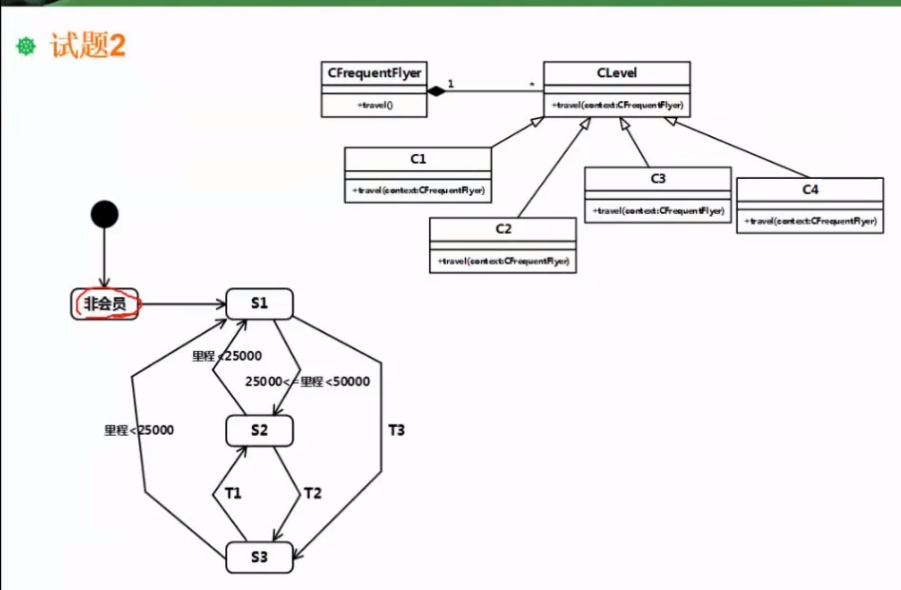 试题2
CFrequentFlyer
+travel()
1
*
CLevel
+travel(context:CFrequentFlyer)
C1
+travel(context:CFrequentFlyer)
C2
+travel(context:CFrequentFlyer)
C3
+travel(context:CFrequentFlyer)
C4
+travel(context:CFrequentFlyer)
非会员
S1
里程<25000
25000<=里程<50000
里程<25000
S2
T3
T1
T2
S3